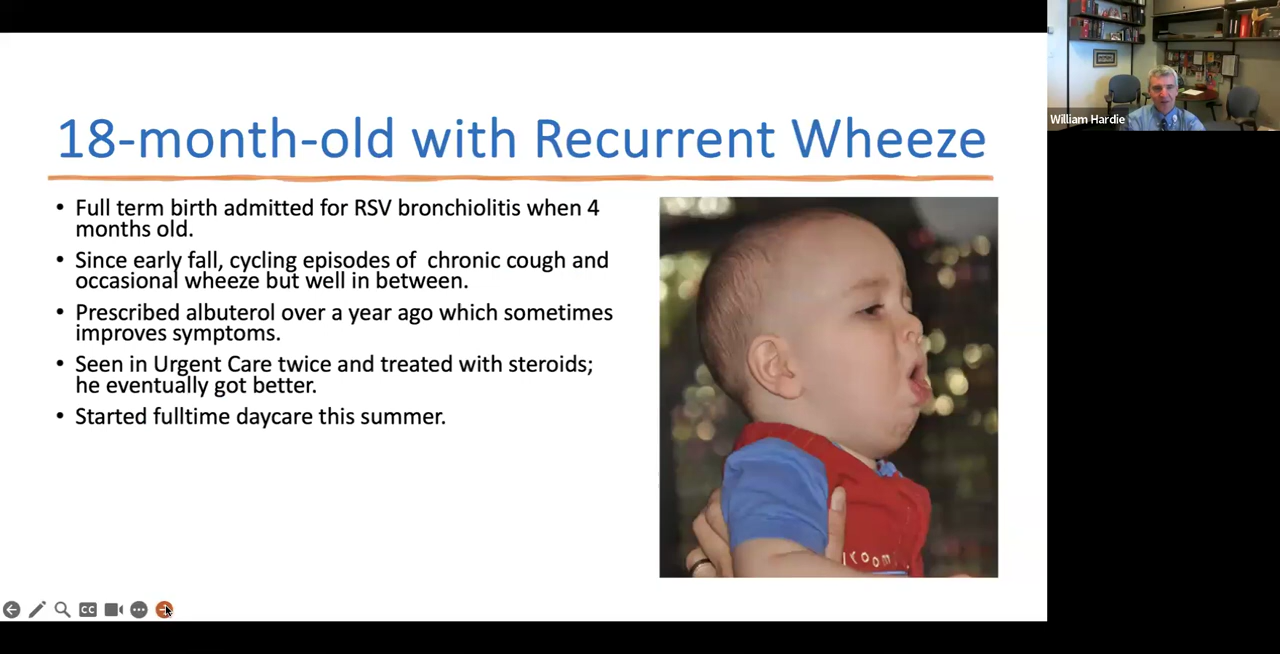 18-month-old with Recurrent Wheeze
• Full term birth admitted for RSV bronchiolitis when 4
months old.
• Since early fall, cycling episodes of  chronic cough and
occasional wheeze but well in between.
• Prescribed albuterol over a year ago which sometimes
improves symptoms.
• Seen in Urgent Care twice and treated with steroids;
he eventually got better.
• Started fulltime daycare this summer.
William Hardie
CC